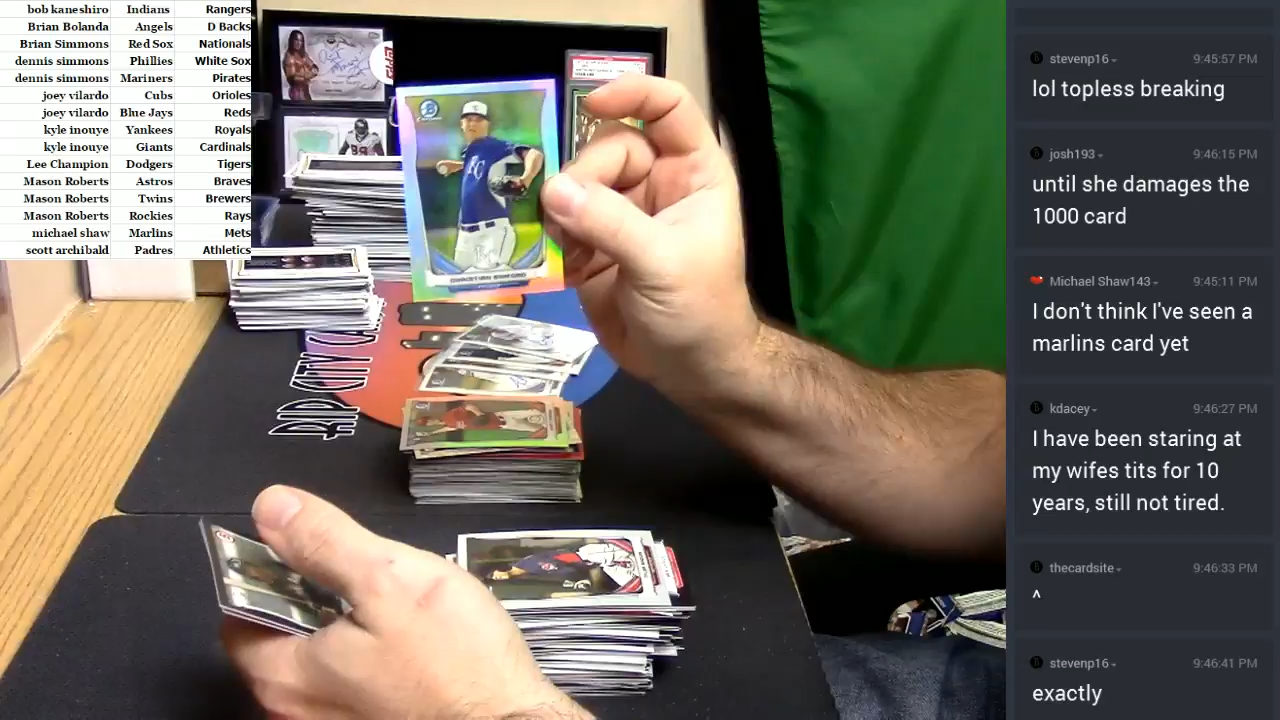 bob kaneshiro Indians Rangers
Brian Bolanda Angels D Backs
Brian Simmons Red Sox Nationals
dennis simmons Phillies White Sox
dennis simmons Mariners Pirates
joey vilardo Cubs Orioles
joey vilardo Blue Jays Reds
kyle inouye Yankees Royals
kyle inouye Giants Cardinals
Lee Champion Dodgers Tigers
Mason Roberts Astros Braves
Mason Roberts Twins Brewers
Mason Roberts Rockies Rays
michael shaw Marlins Mets
scott archibald Padres Athletics
KC
RIP CITY
stevenp16 9:45:57 PM
lol topless breaking
josh193 9:46:15 PM
until she damages the
1000 card
Michael Shaw143 9:45:11 PM
I don't think I've seen a
marlins card yet
kdacey 9:46:27 PM
I have been staring at
my wifes tits for 10
years, still not tired.
thecardsite 9:46:33 PM
^
stevenp16 9:46:41 PM
exactly